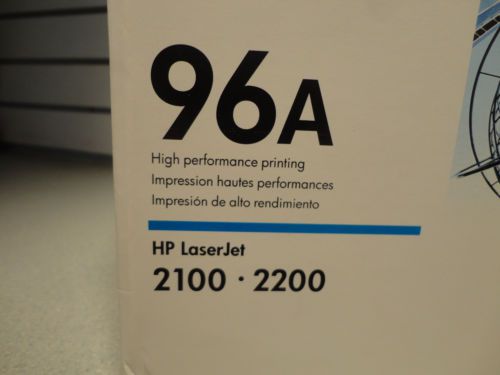 96A
High performance printing
Impression hautes performances
Impresión de alto rendimiento
HP LaserJet
2100 · 2200